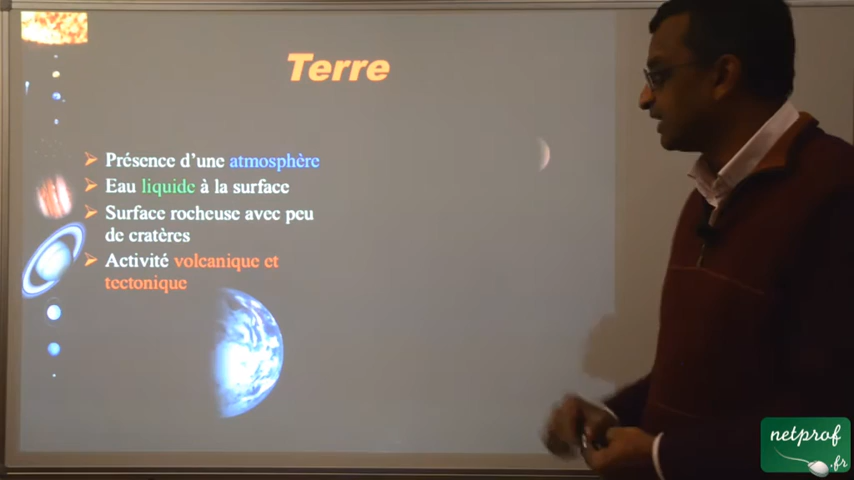 Terre
Présence d'une atmosphère
Eau liquide à la surface
Surface rocheuse avec peu
de cratères
Activité volcanique et
tectonique
netprof
.fr